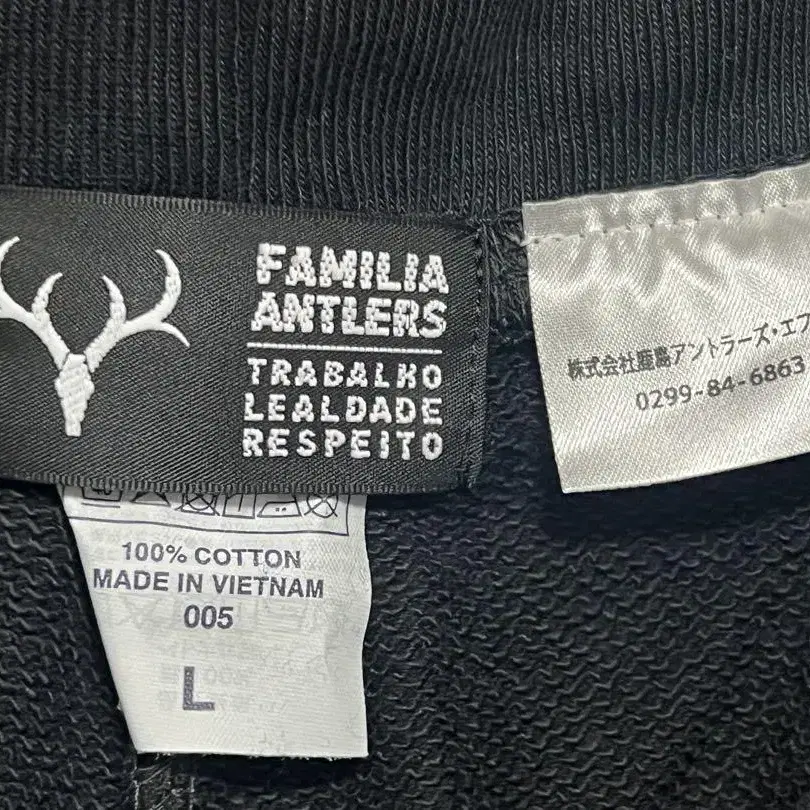 FAMILIA
ANTLERS
TRABALHO
LEALDADE
RESPEITO
株式会社鹿島アントラーズ・エフ
0299-84-6863
100% COTTON
MADE IN VIETNAM
005
L